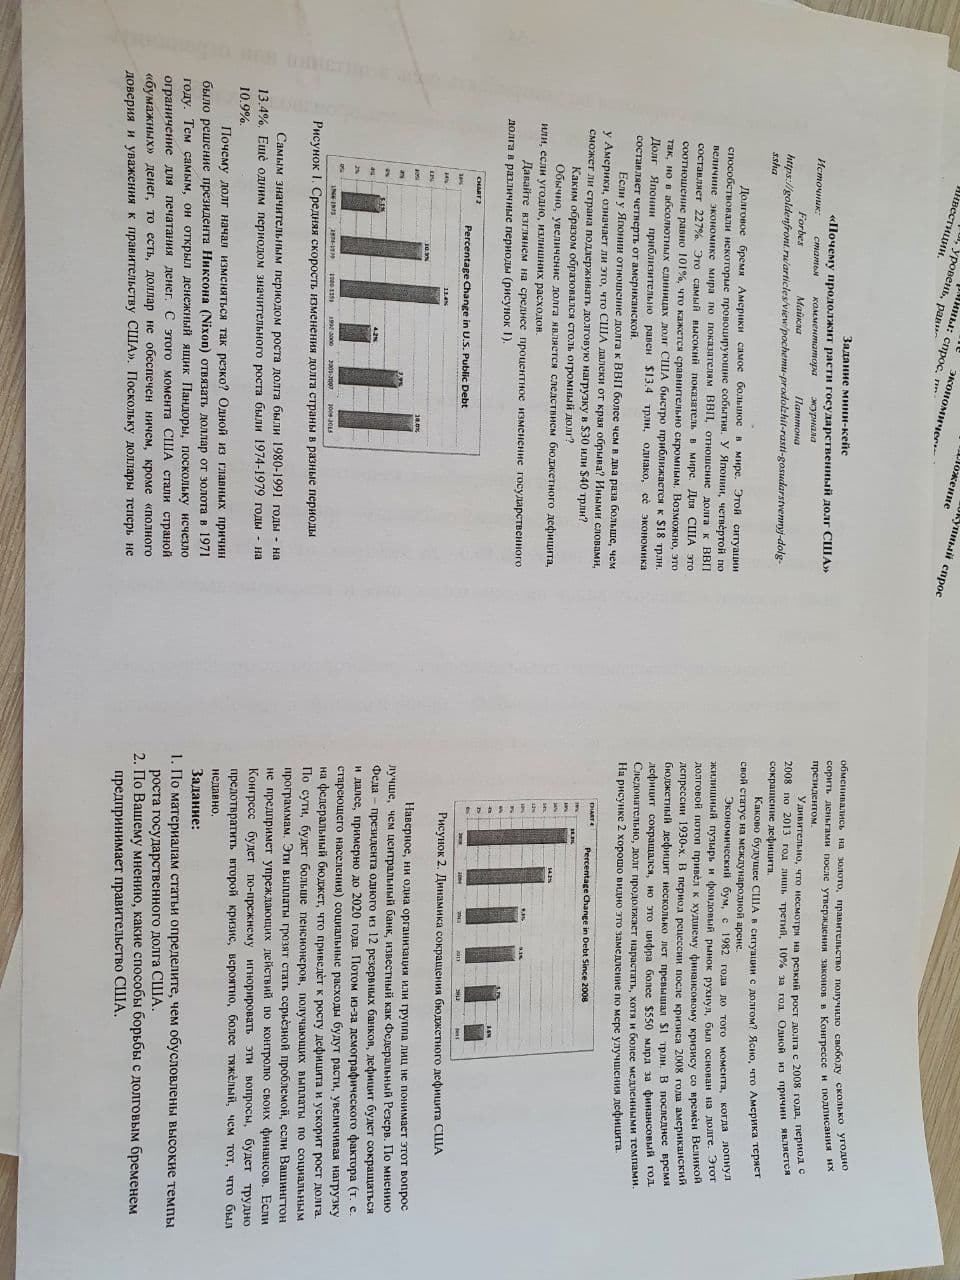 купный спрос
экономичес
ложение
рмины: спрос,
уровень,
инвестиции.
Задание мини-кейс
«Почему продолжит расти государственный долг США»
Источник: статья комментатора журнала
Forbes Майкла Паттона
https://goldenfront.ru/articles/view/pochemu-prodolzhit-rasti-gosudarstvennyj-dolg-
ssha
Долговое бремя Америки самое большое в мире. Этой ситуации
способствовали некоторые провоцирующие события. У Японии, четвёртой по
величине экономике мира по показателям ВВП, отношение долга к ВВП
составляет 227%. Это самый высокий показатель в мире. Для США это
соотношение равно 101%, что кажется сравнительно скромным. Возможно, это
так, но в абсолютных единицах долг США быстро приближается к $18 трлн.
Долг Японии приблизительно равен $13.4 трлн, однако, её экономика
составляет четверть от американской.
Если у Японии отношение долга к ВВП более чем в два раза больше, чем
у Америки, означает ли это, что США далеки от края обрыва? Иными словами,
сможет ли страна поддерживать долговую нагрузку в $30 или $40 трлн?
Каким образом образовался столь огромный долг?
Обычно, увеличение долга является следствием бюджетного дефицита,
или, если угодно, излишних расходов.
Давайте взглянем на среднее процентное изменение государственного
долга в различные периоды (рисунок 1).
CHART 2
Percentage Change in U.S. Public Debt
16%
14%
12%
10%
8%
6%
4%
2%
0%
5.1%
10.9%
13.4%
4.2%
7.9%
10.0%
1966-1973
1974-1979
1980-1991
1992-2000
2001-2007
2008-2013
Рисунок 1. Средняя скорость изменения долга страны в разные периоды
Самым значительным периодом роста долга были 1980-1991 годы - на
13.4%. Ещё одним периодом значительного роста были 1974-1979 годы - на
10.9%.
Почему долг начал изменяться так резко? Одной из главных причин
было решение президента Никсона (Nixon) отвязать доллар от золота в 1971
году. Тем самым, он открыл денежный ящик Пандоры, поскольку исчезло
ограничение для печатания денег. С этого момента США стали страной
«бумажных» денег, то есть, доллар не обеспечен ничем, кроме «полного
доверия и уважения к правительству США». Поскольку доллары теперь не
обменивались на золото, правительство получило свободу сколько угодно
сорить деньгами после утверждения законов в Конгрессе и подписания их
президентом.
Удивительно, что несмотря на резкий рост долга с 2008 года, период с
2008 по 2013 год лишь третий, 10% за год. Одной из причин является
сокращение дефицита.
Каково будущее США в ситуации с долгом? Ясно, что Америка теряет
свой статус на международной арене.
Экономический бум, с 1982 года до того момента, когда лопнул
жилищный пузырь и фондовый рынок рухнул, был основан на долге. Этот
долговой потоп привёл к худшему финансовому кризису со времён Великой
депрессии 1930-х. В период рецессии после кризиса 2008 года американский
бюджетный дефицит несколько лет превышал $1 трлн. В последнее время
дефицит сокращался, но это цифра более $550 млрд за финансовый год.
Следовательно, долг продолжает нарастать, хотя и более медленными темпами.
На рисунке 2 хорошо видно это замедление по мере улучшения дефицита.
CHART 4
Percentage Change in Debt Since 2008
20%
18%
16%
14%
12%
10%
8%
6%
4%
2%
0%
14.2%
9.1%
5.7%
3.6%
2008
2009
2010
2011
2012
2013
Рисунок 2. Динамика сокращения бюджетного дефицита США
Наверное, ни одна организация или группа лиц не понимает этот вопрос
лучше, чем центральный банк, известный как Федеральный Резерв. По мнению
Феда – президента одного из 12 резервных банков, дефицит будет сокращаться
и далее, примерно до 2020 года. Потом из-за демографического фактора (т. е.
стареющего населения) социальные расходы будут расти, увеличивая нагрузку
на федеральный бюджет, что приведёт к росту дефицита и ускорит рост долга.
По сути, будет больше пенсионеров, получающих выплаты по социальным
программам. Эти выплаты грозят стать серьёзной проблемой, если Вашингтон
не предпримет упреждающих действий по контролю своих финансов. Если
Конгресс будет по-прежнему игнорировать эти вопросы, будет трудно
предотвратить второй кризис, вероятно, более тяжёлый, чем тот, что был
недавно.
Задание:
1. По материалам статьи определите, чем обусловлены высокие темпы
роста государственного долга США.
2. По Вашему мнению, какие способы борьбы с долговым бременем
предпринимает правительство США.